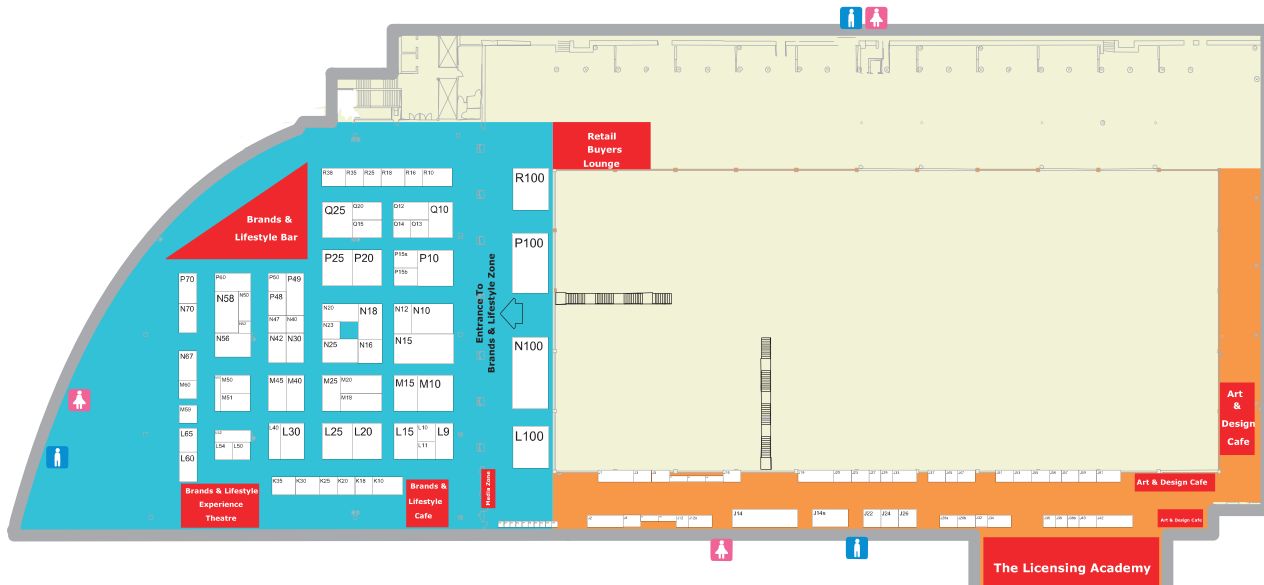 Retail
Buyers
Lounge
R38 R35 R25 R18 R16 R10
R100
Brands &
Lifestyle Bar
Q25 Q20 Q12 Q10
Q15 Q14 Q13
P100
P25 P20 P15a P10
P15b
Entrance To
Brands & Lifestyle Zone
P70 P60 P50 P49
N58 N50 P48
N70 N20 N18 N12 N10
N47 N40 N23
N56 N42 N30 N25 N16 N15
N100
N67
M60 M50 M45 M40 M25 M20 M15 M10
M51 M18
M59
Art
&
Design
Cafe
L65 L40 L30 L25 L20 L15 L10 L9 L100
L54 L50 L11
L60
K35 K30 K25 K20 K18 K10
Media Zone
Art & Design Cafe
Brands & Lifestyle
Experience
Theatre
Brands &
Lifestyle
Cafe
J14 J14a J22 J24 J26
Art & Design Cafe
The Licensing Academy